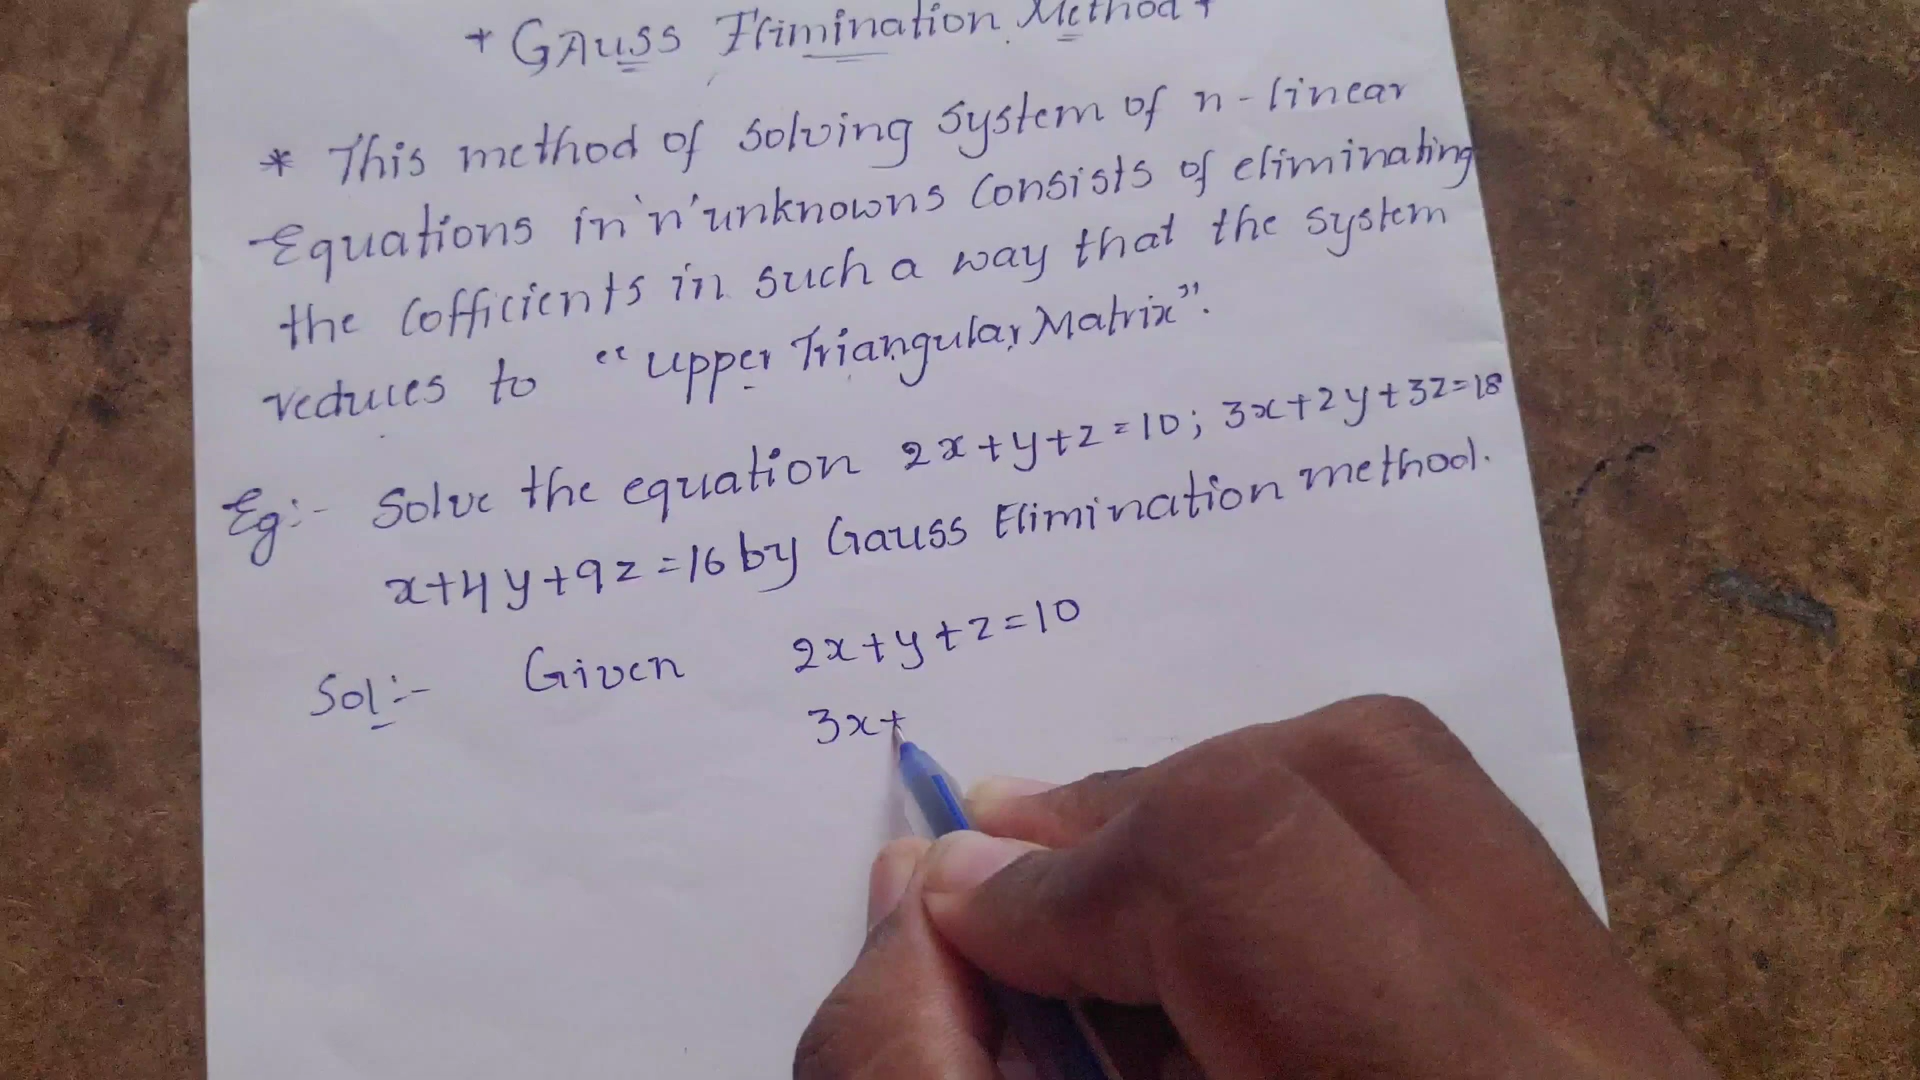 * GAUSS Elimination Method *
* This method of solving system of n-linear
Equations in 'n' unknowns Consists of eliminating
the Cofficients in such a way that the system
reduces to "upper Triangular Matrix".
Eg:- Solve the equation 2x+y+z=10; 3x+2y+3z=18
x+4y+9z=16 by Gauss Elimination method.
Sol:- Given 2x+y+z=10
3x+